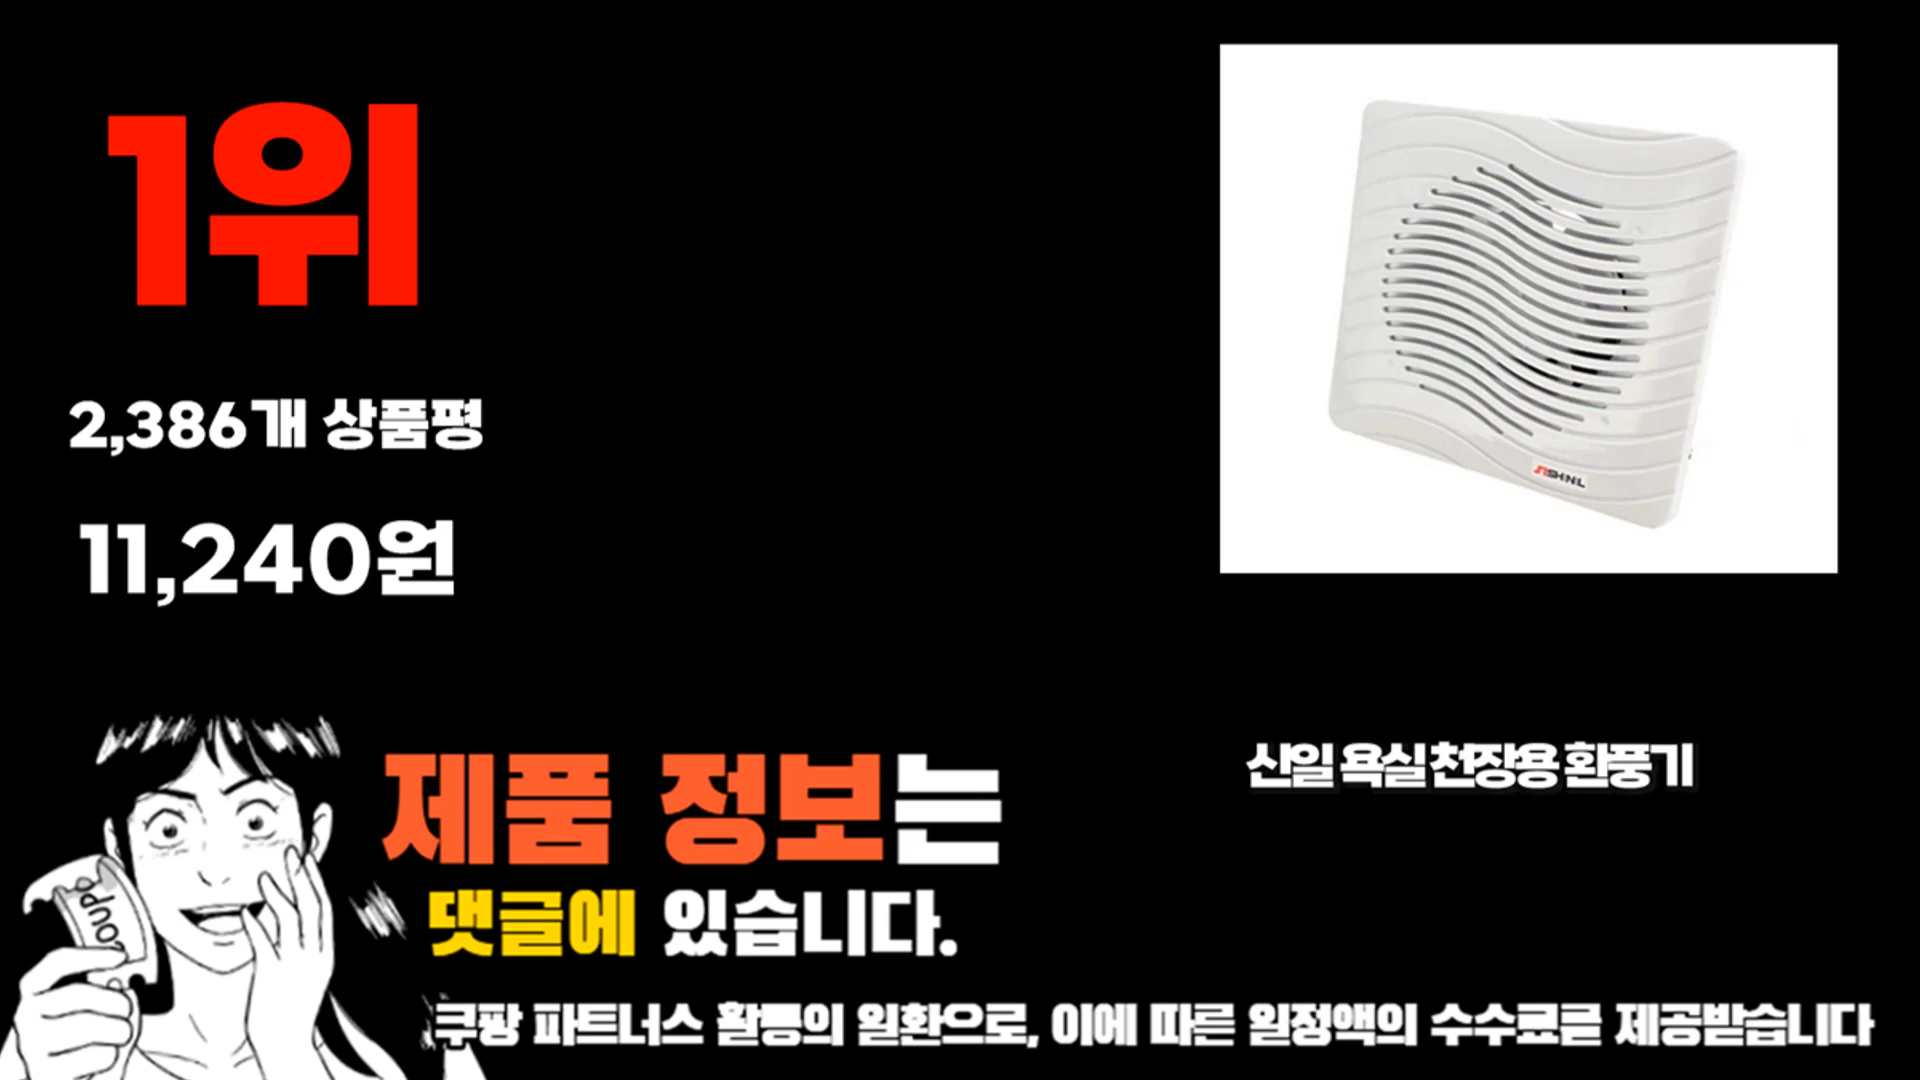 1위
2,386개 상품평
11,240원
SHINIL
신일 욕실 천장용 환풍기
제품 정보는
댓글에 있습니다.
쿠팡 파트너스 활동의 일환으로, 이에 따른 일정액의 수수료를 제공받습니다
COUPO